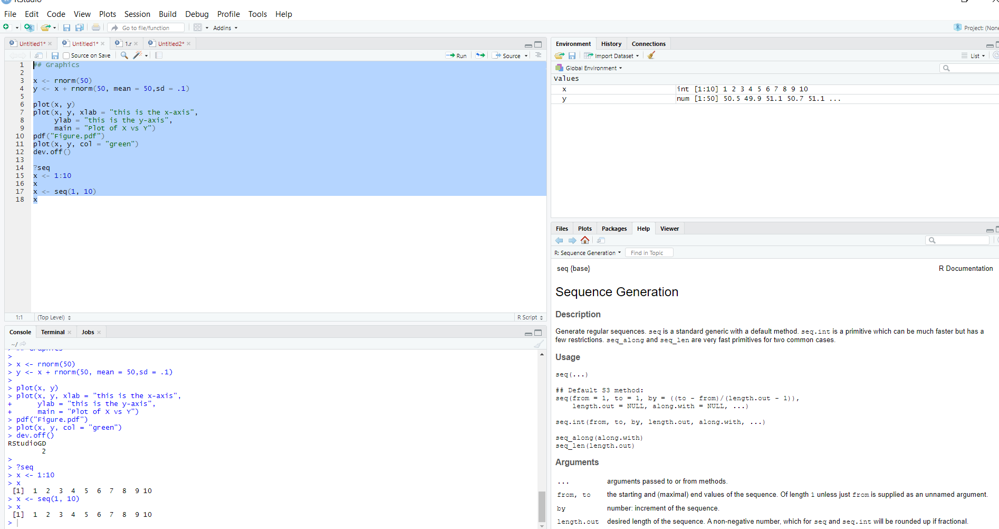 RStudio
File Edit Code View Plots Session Build Debug Profile Tools Help
Go to file/function Addins Project: (None
Untitled1* Untitled1* 1.r Untitled2*
Source on Save Run Source
1 ## Graphics
2
3 x <- rnorm(50)
4 y <- x + rnorm(50, mean = 50,sd = .1)
5
6 plot(x, y)
7 plot(x, y, xlab = "this is the x-axis",
8 ylab = "this is the y-axis",
9 main = "Plot of X vs Y")
10 pdf("Figure.pdf")
11 plot(x, y, col = "green")
12 dev.off()
13
14 ?seq
15 x <- 1:10
16 x
17 x <- seq(1, 10)
18 x
1:1 (Top Level) R Script
Console Terminal Jobs
~/
> ## Graphics
>
> x <- rnorm(50)
> y <- x + rnorm(50, mean = 50,sd = .1)
>
> plot(x, y)
> plot(x, y, xlab = "this is the x-axis",
+ ylab = "this is the y-axis",
+ main = "Plot of X vs Y")
> pdf("Figure.pdf")
> plot(x, y, col = "green")
> dev.off()
RStudioGD
2
>
> ?seq
> x <- 1:10
> x
[1] 1 2 3 4 5 6 7 8 9 10
> x <- seq(1, 10)
> x
[1] 1 2 3 4 5 6 7 8 9 10
>
Environment History Connections
Import Dataset List
Global Environment
Values
x int [1:10] 1 2 3 4 5 6 7 8 9 10
y num [1:50] 50.5 49.9 51.1 50.7 51.1 ...
Files Plots Packages Help Viewer
R: Sequence Generation Find in Topic
seq {base} R Documentation
Sequence Generation
Description
Generate regular sequences. seq is a standard generic with a default method. seq.int is a primitive which can be much faster but has a
few restrictions. seq_along and seq_len are very fast primitives for two common cases.
Usage
seq(...)
## Default S3 method:
seq(from = 1, to = 1, by = ((to - from)/(length.out - 1)),
length.out = NULL, along.with = NULL, ...)
seq.int(from, to, by, length.out, along.with, ...)
seq_along(along.with)
seq_len(length.out)
Arguments
... arguments passed to or from methods.
from, to the starting and (maximal) end values of the sequence. Of length 1 unless just from is supplied as an unnamed argument.
by number: increment of the sequence.
length.out desired length of the sequence. A non-negative number, which for seq and seq.int will be rounded up if fractional.